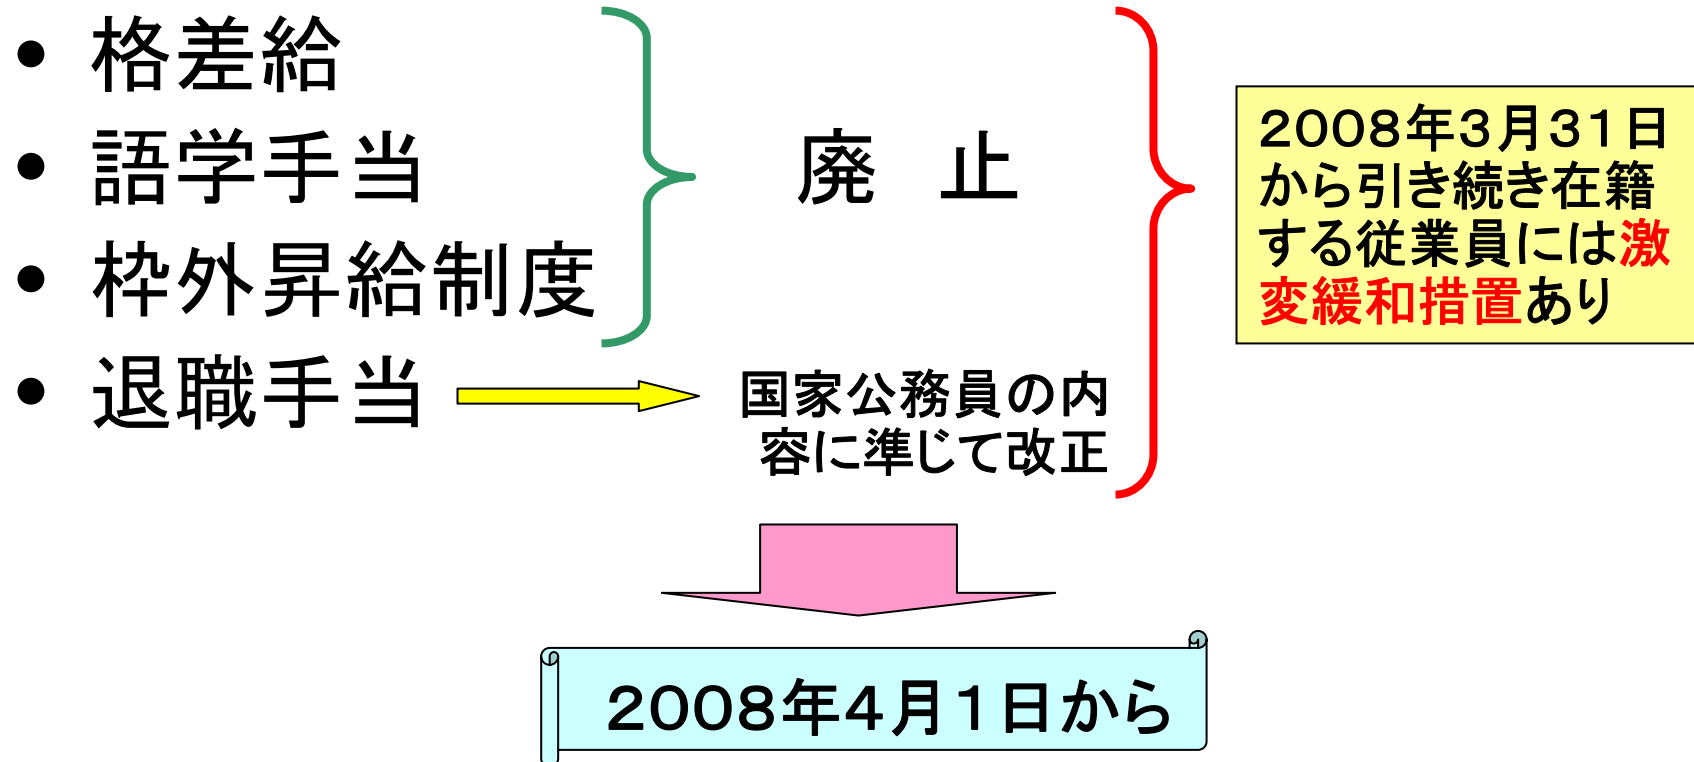 • 格差給
• 語学手当
• 枠外昇給制度
• 退職手当
廃 止
国家公務員の内
容に準じて改正
２００８年３月３１日
から引き続き在籍
する従業員には激
変緩和措置あり
２００８年４月１日から